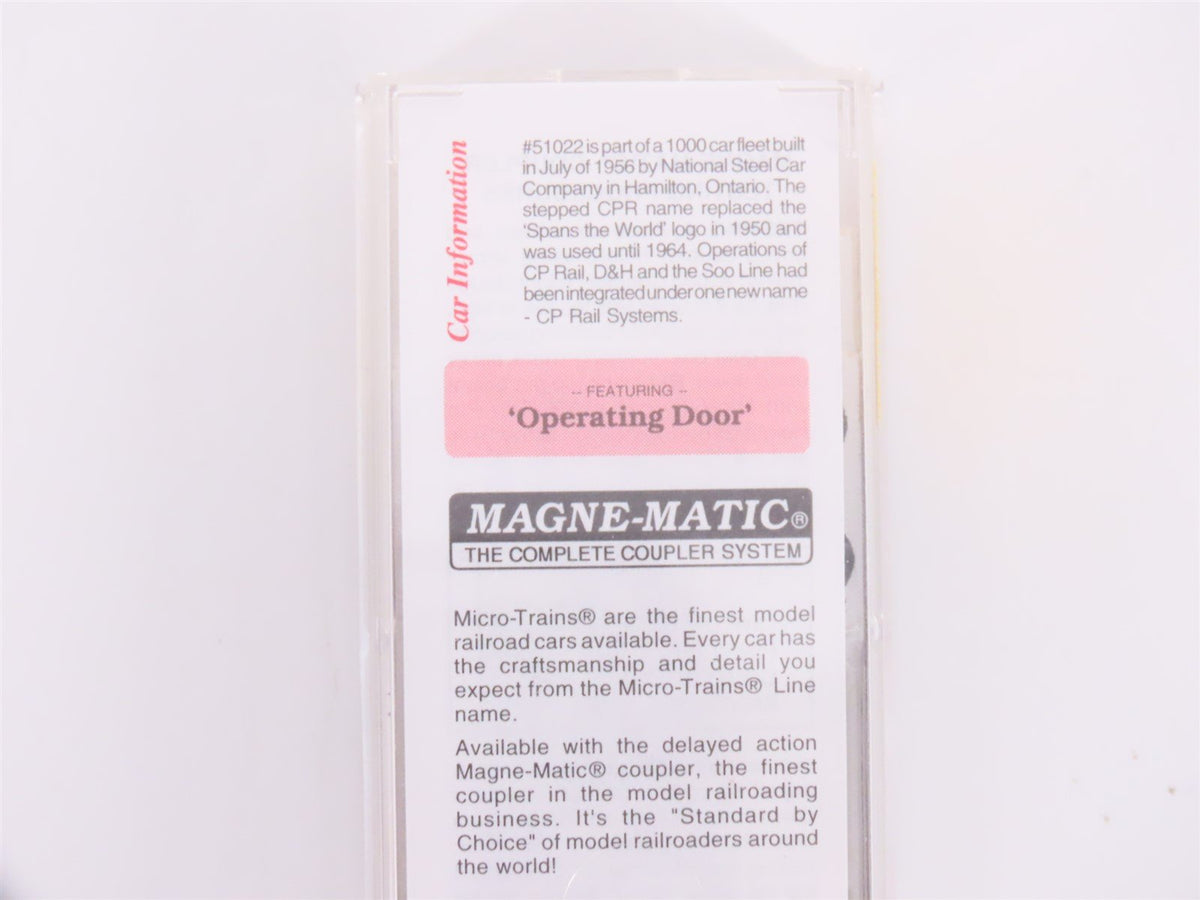 Car Information
#51022 is part of a 1000 car fleet built
in July of 1956 by National Steel Car
Company in Hamilton, Ontario. The
stepped CPR name replaced the
'Spans the World' logo in 1950 and
was used until 1964. Operations of
CP Rail, D&H and the Soo Line had
been integrated under one new name
- CP Rail Systems.
-- FEATURING --
'Operating Door'
MAGNE-MATIC®
THE COMPLETE COUPLER SYSTEM
Micro-Trains® are the finest model
railroad cars available. Every car has
the craftsmanship and detail you
expect from the Micro-Trains® Line
name.
Available with the delayed action
Magne-Matic® coupler, the finest
coupler in the model railroading
business. It's the "Standard by
Choice" of model railroaders around
the world!